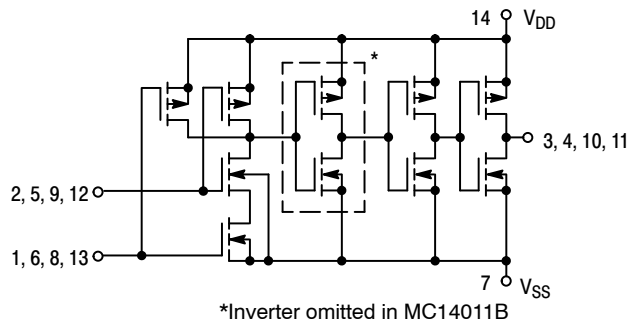 14 V_DD
*
2, 5, 9, 12
3, 4, 10, 11
1, 6, 8, 13
7 V_SS
*Inverter omitted in MC14011B